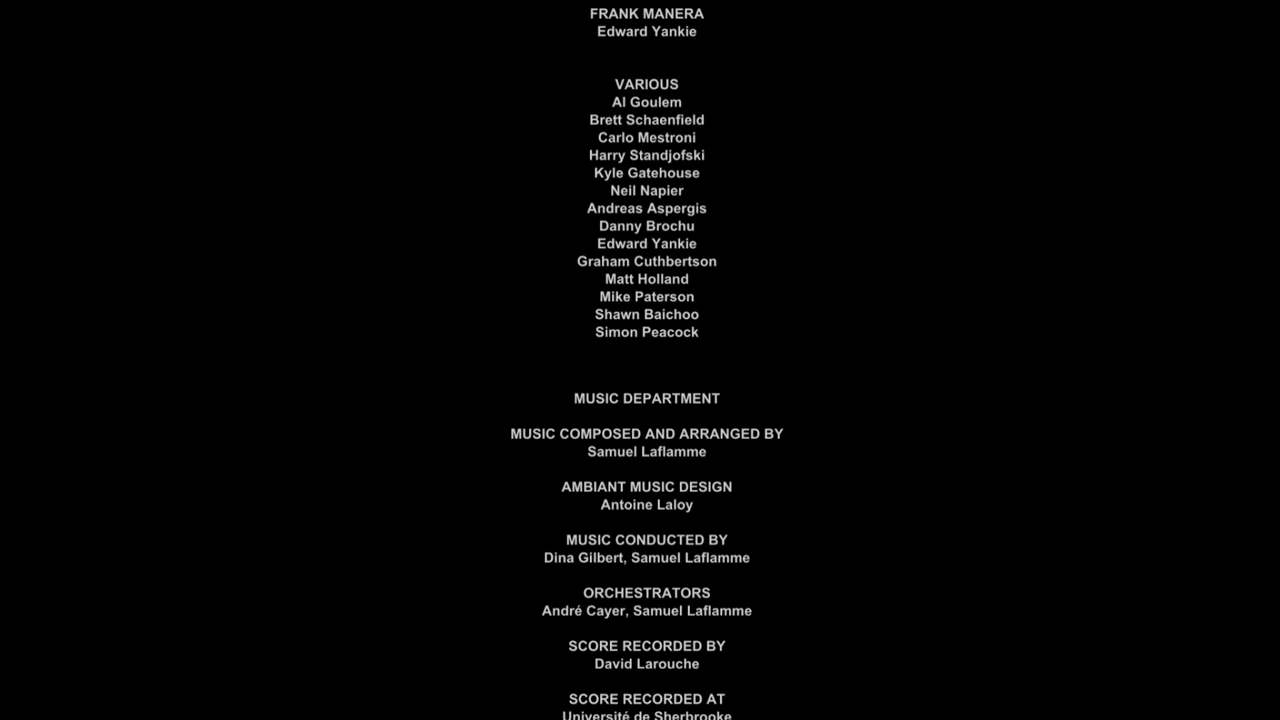 FRANK MANERA
Edward Yankie
VARIOUS
Al Goulem
Brett Schaenfield
Carlo Mestroni
Harry Standjofski
Kyle Gatehouse
Neil Napier
Andreas Aspergis
Danny Brochu
Edward Yankie
Graham Cuthbertson
Matt Holland
Mike Paterson
Shawn Baichoo
Simon Peacock
MUSIC DEPARTMENT
MUSIC COMPOSED AND ARRANGED BY
Samuel Laflamme
AMBIANT MUSIC DESIGN
Antoine Laloy
MUSIC CONDUCTED BY
Dina Gilbert, Samuel Laflamme
ORCHESTRATORS
André Cayer, Samuel Laflamme
SCORE RECORDED BY
David Larouche
SCORE RECORDED AT
Université de Sherbrooke